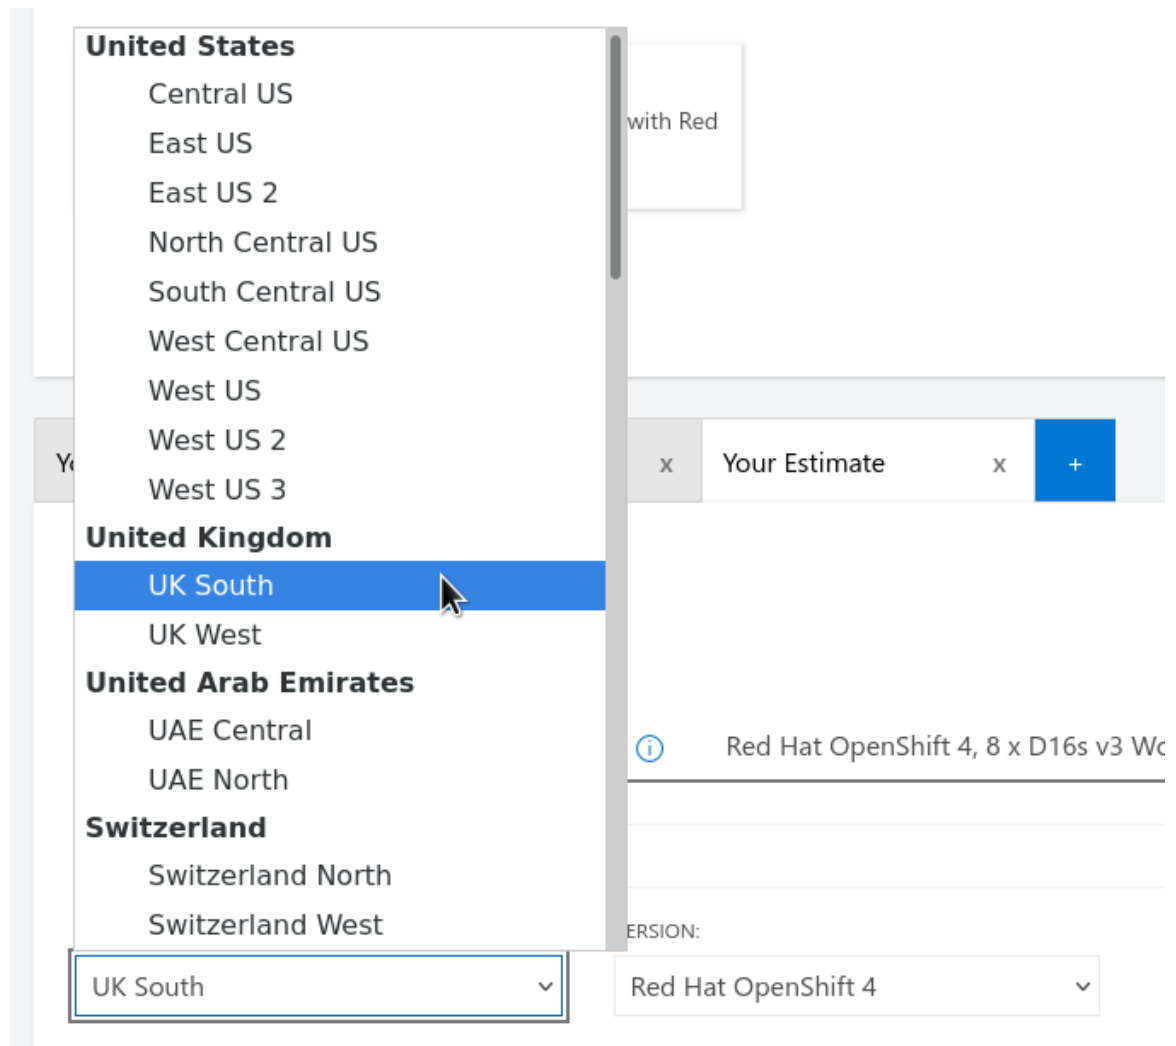 United States
Central US
East US
East US 2
North Central US
South Central US
West Central US
West US
West US 2
West US 3
United Kingdom
UK South
UK West
United Arab Emirates
UAE Central
UAE North
Switzerland
Switzerland North
Switzerland West
UK South
with Red
x
Your Estimate
x
+
Red Hat OpenShift 4, 8 x D16s v3
ERSION:
Red Hat OpenShift 4